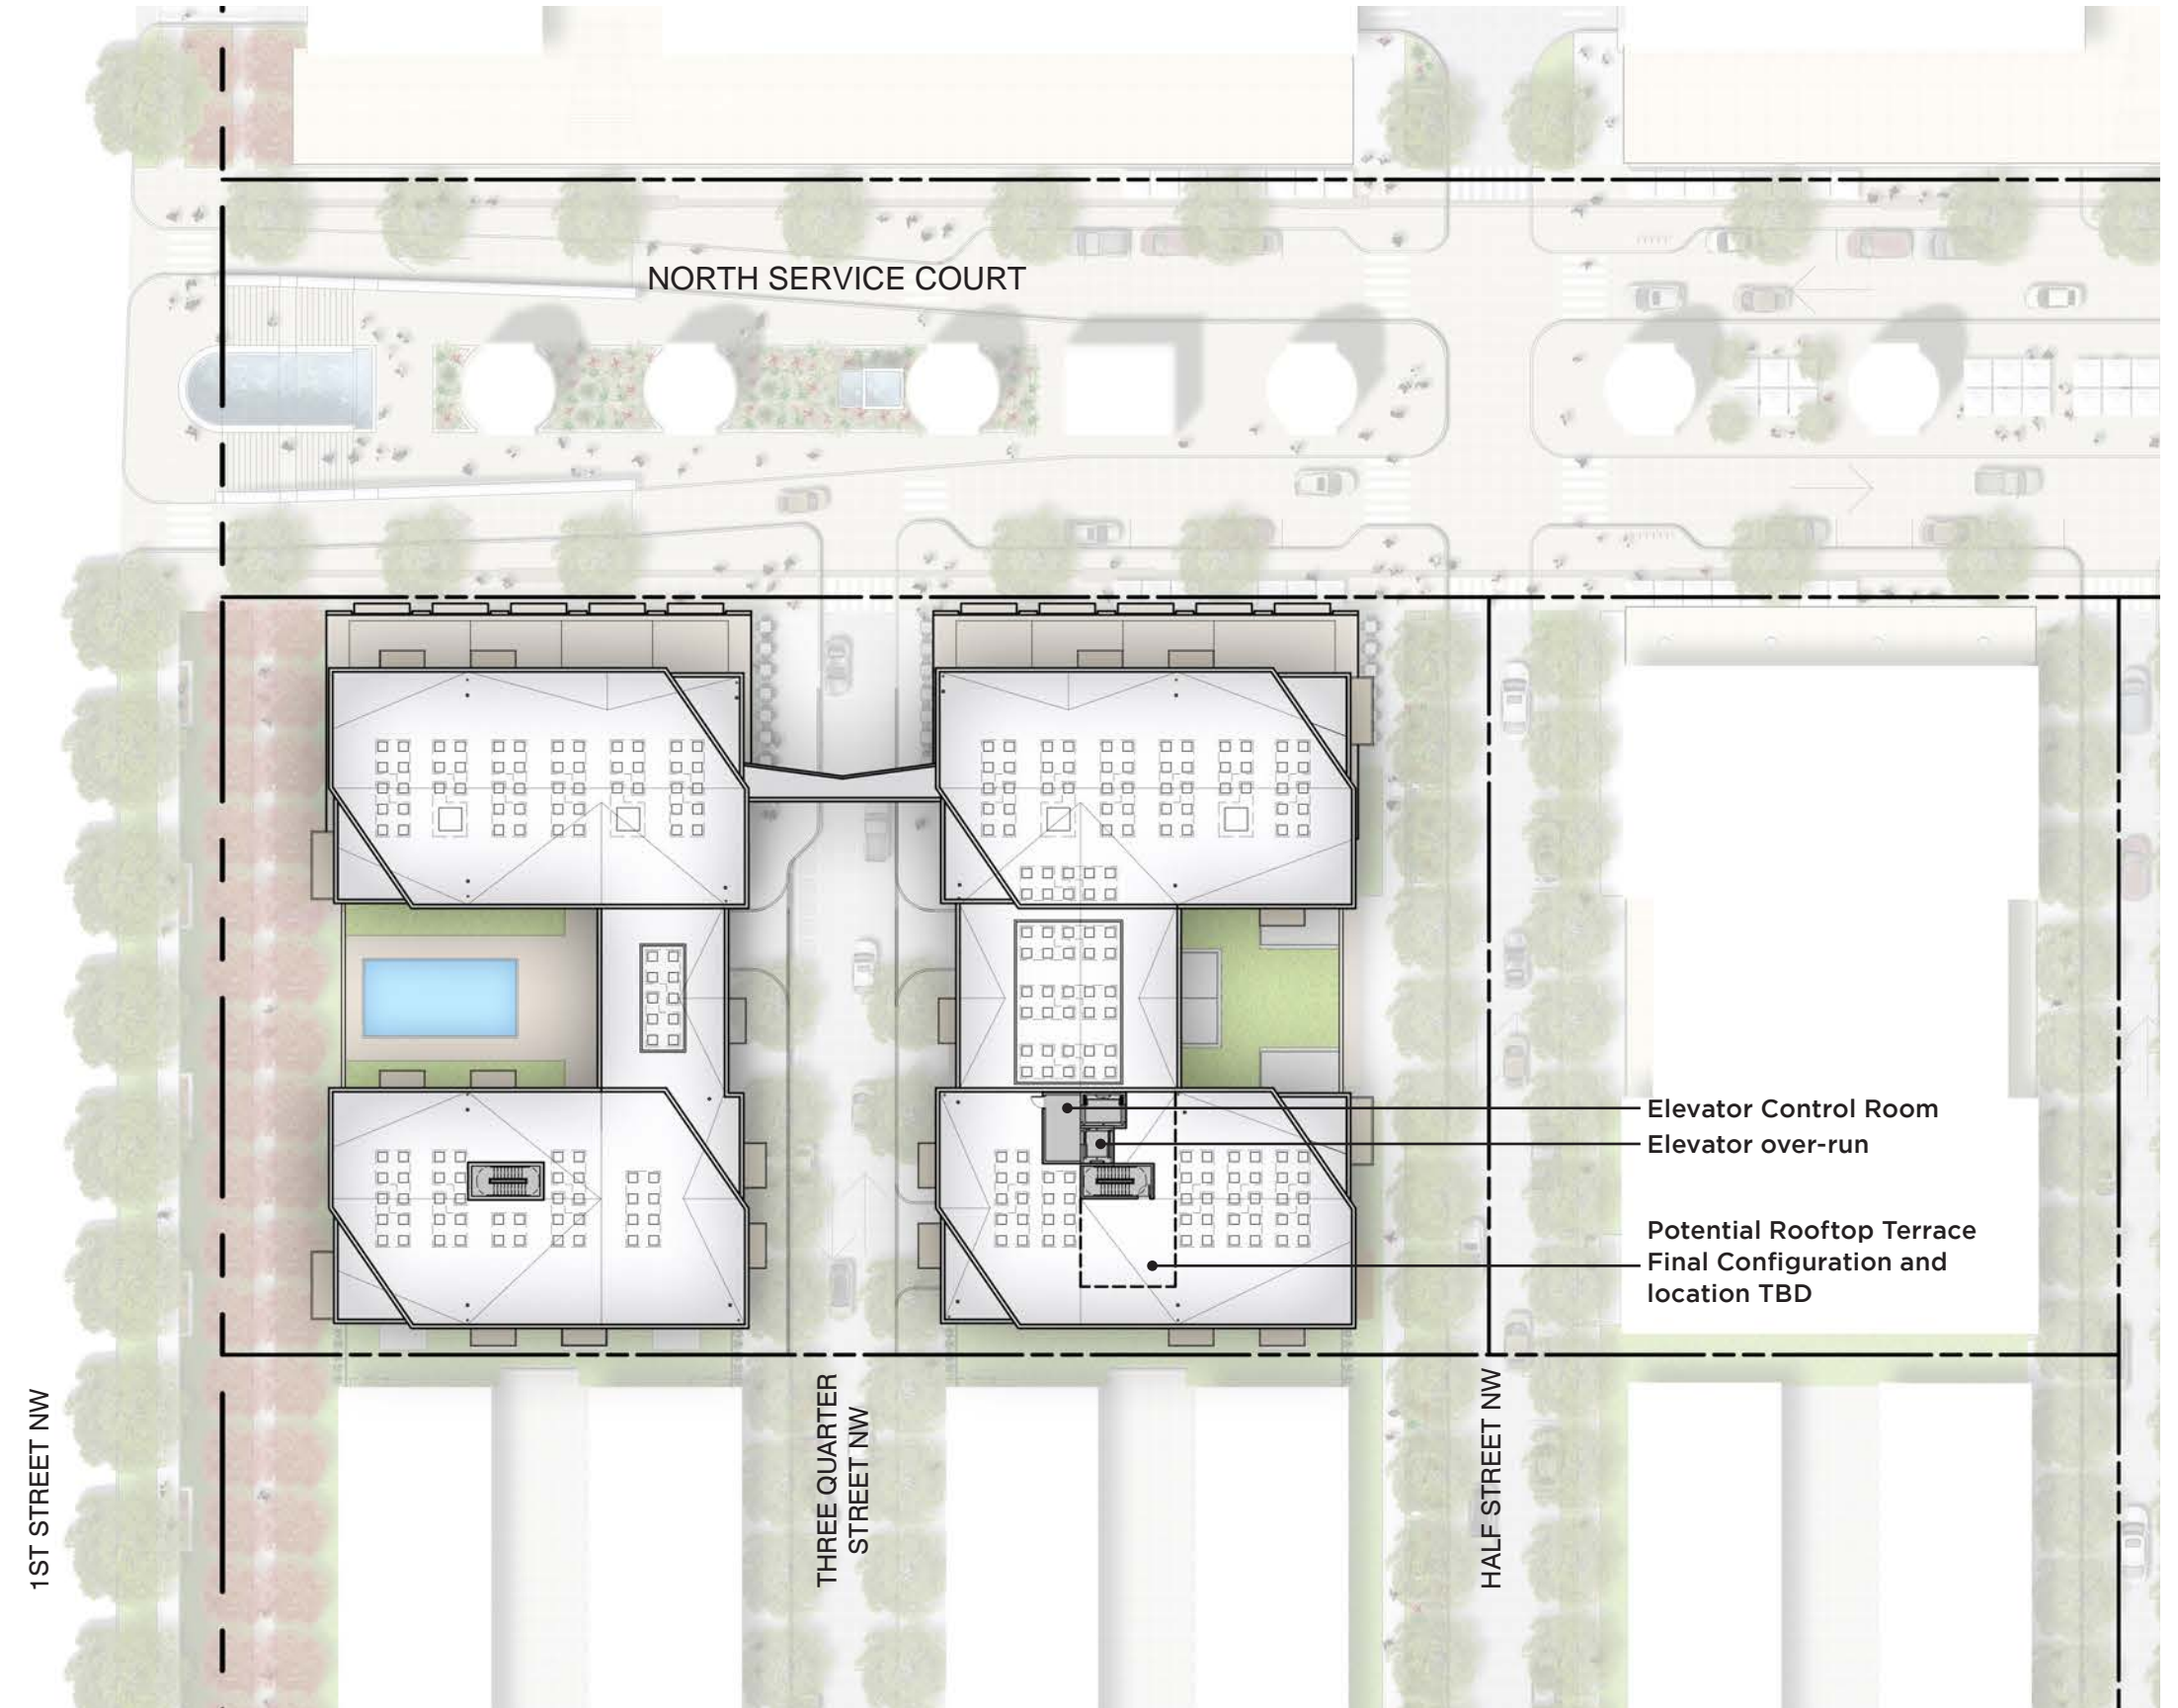 NORTH SERVICE COURT
Elevator Control Room
Elevator over-run
Potential Rooftop Terrace
Final Configuration and
location TBD
1ST STREET NW
THREE QUARTER
STREET NW
HALF STREET NW